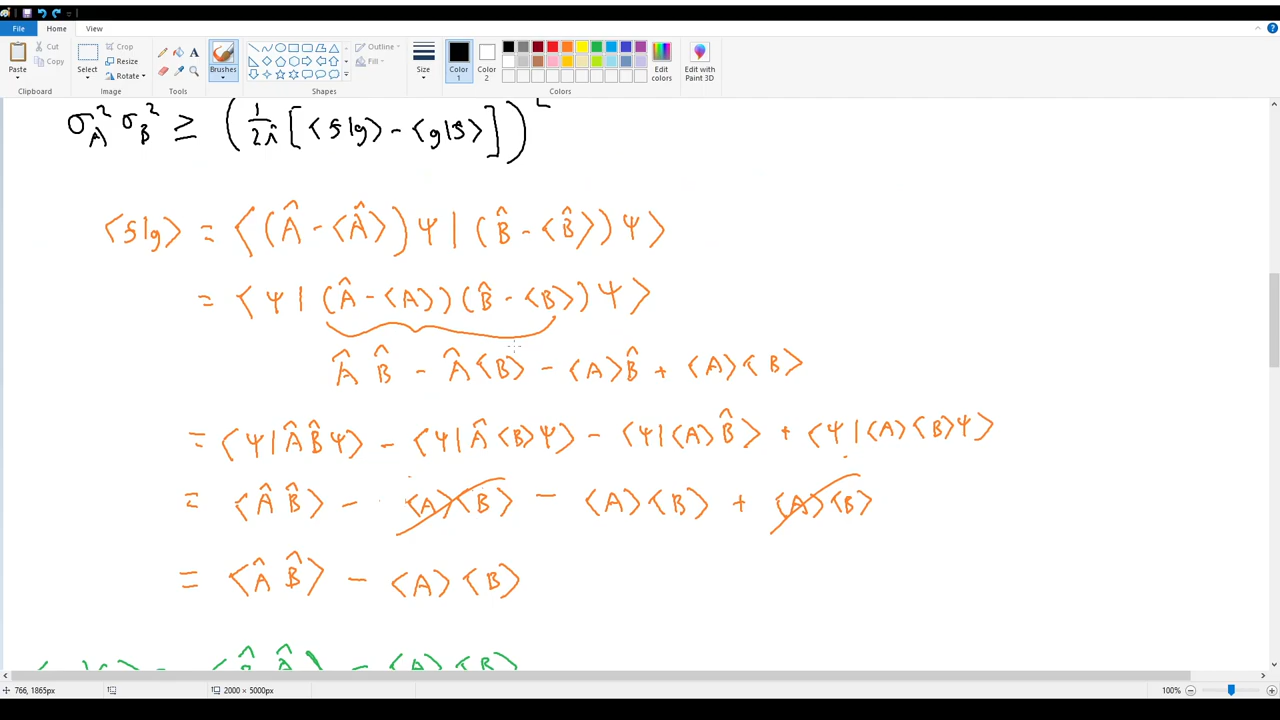 File Home View
Paste Cut Copy Clipboard
Select Crop Resize Rotate Image
Tools
Brushes
Outline Fill Shapes
Size
Color 1 Color 2 Edit colors Colors
Edit with Paint 3D
σ_A^2 σ_B^2 ≥ (1/2i [⟨f|g⟩ - ⟨g|f⟩])^2
⟨f|g⟩ = ⟨(Â - ⟨Â⟩)Ψ | (B̂ - ⟨B̂⟩)Ψ⟩
= ⟨Ψ | (Â - ⟨A⟩)(B̂ - ⟨B⟩)Ψ⟩
Â B̂ - Â⟨B⟩ - ⟨A⟩B̂ + ⟨A⟩⟨B⟩
= ⟨Ψ|ÂB̂Ψ⟩ - ⟨Ψ|Â⟨B⟩Ψ⟩ - ⟨Ψ|⟨A⟩B̂⟩ + ⟨Ψ|⟨A⟩⟨B⟩Ψ⟩
= ⟨ÂB̂⟩ - ⟨A⟩⟨B⟩ - ⟨A⟩⟨B⟩ + ⟨A⟩⟨B⟩
= ⟨ÂB̂⟩ - ⟨A⟩⟨B⟩
766, 1865px 2000 × 5000px 100%